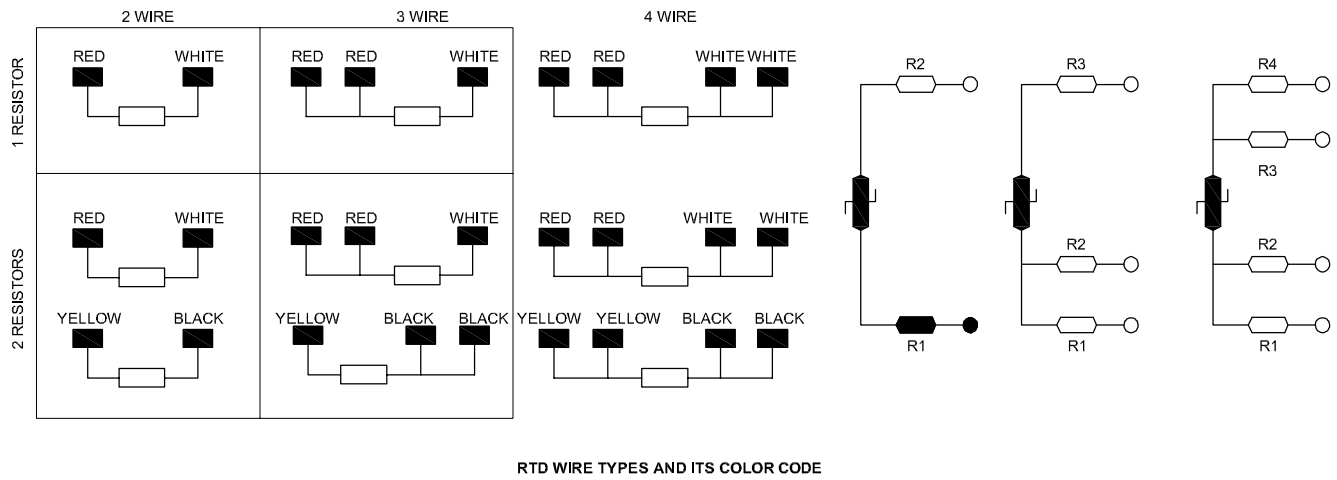 2 WIRE 3 WIRE 4 WIRE
1 RESISTOR
RED WHITE RED RED WHITE RED RED WHITE WHITE
2 RESISTORS
RED WHITE RED RED WHITE RED RED WHITE WHITE
YELLOW BLACK YELLOW BLACK BLACK YELLOW YELLOW BLACK BLACK
R2 R3 R4
R3
R2 R2
R1 R1 R1
RTD WIRE TYPES AND ITS COLOR CODE